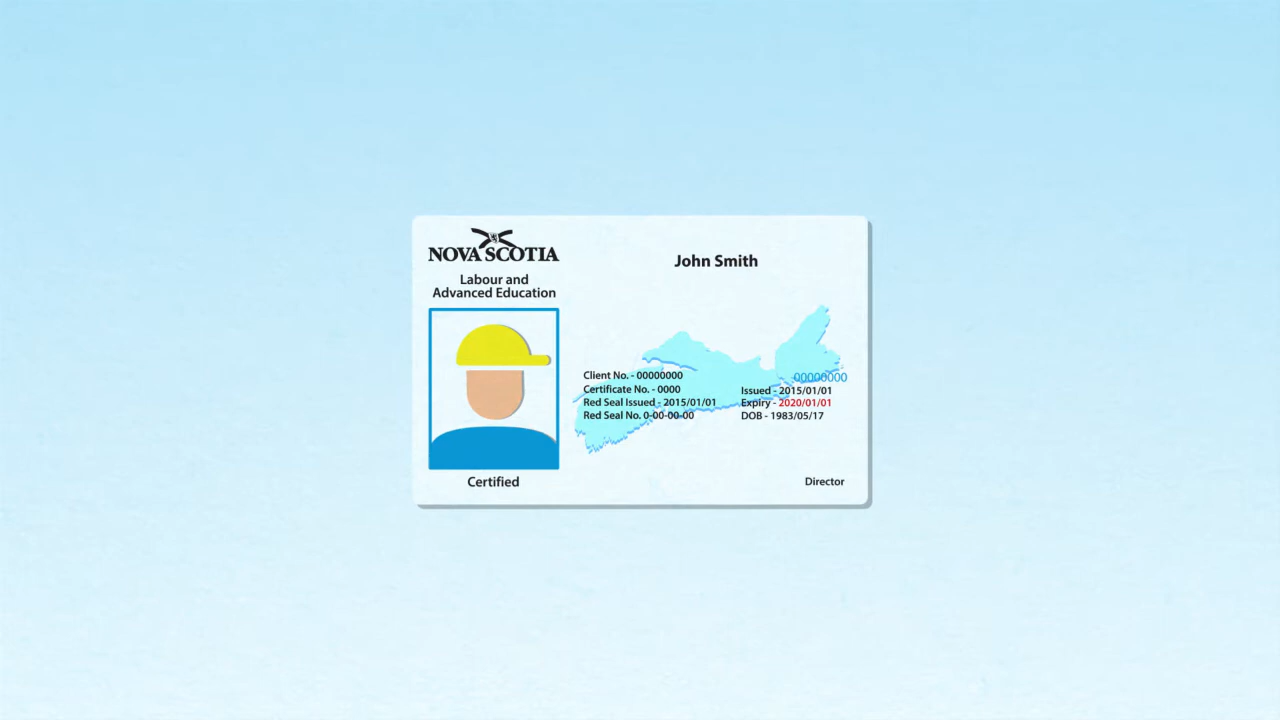 NOVA SCOTIA
Labour and
Advanced Education
Certified
John Smith
Client No. - 00000000
Certificate No. - 0000
Red Seal Issued - 2015/01/01
Red Seal No. 0-00-00-00
00000000
Issued - 2015/01/01
Expiry - 2020/01/01
DOB - 1983/05/17
Director